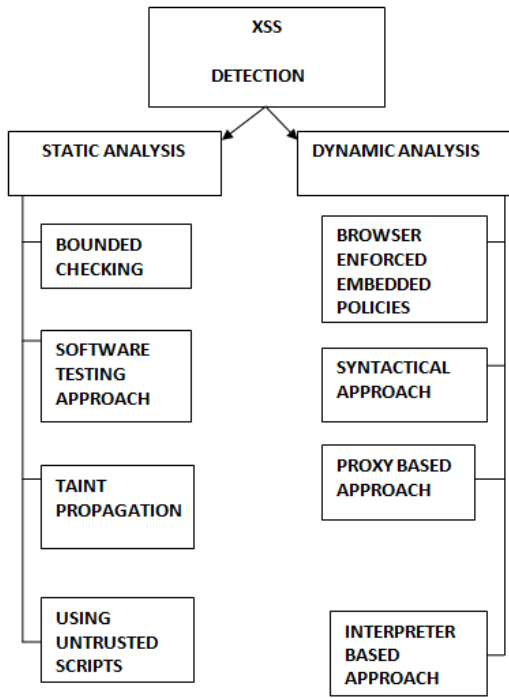 XSS
DETECTION
STATIC ANALYSIS
DYNAMIC ANALYSIS
BOUNDED
CHECKING
SOFTWARE
TESTING
APPROACH
TAINT
PROPAGATION
USING
UNTRUSTED
SCRIPTS
BROWSER
ENFORCED
EMBEDDED
POLICIES
SYNTACTICAL
APPROACH
PROXY BASED
APPROACH
INTERPRETER
BASED
APPROACH